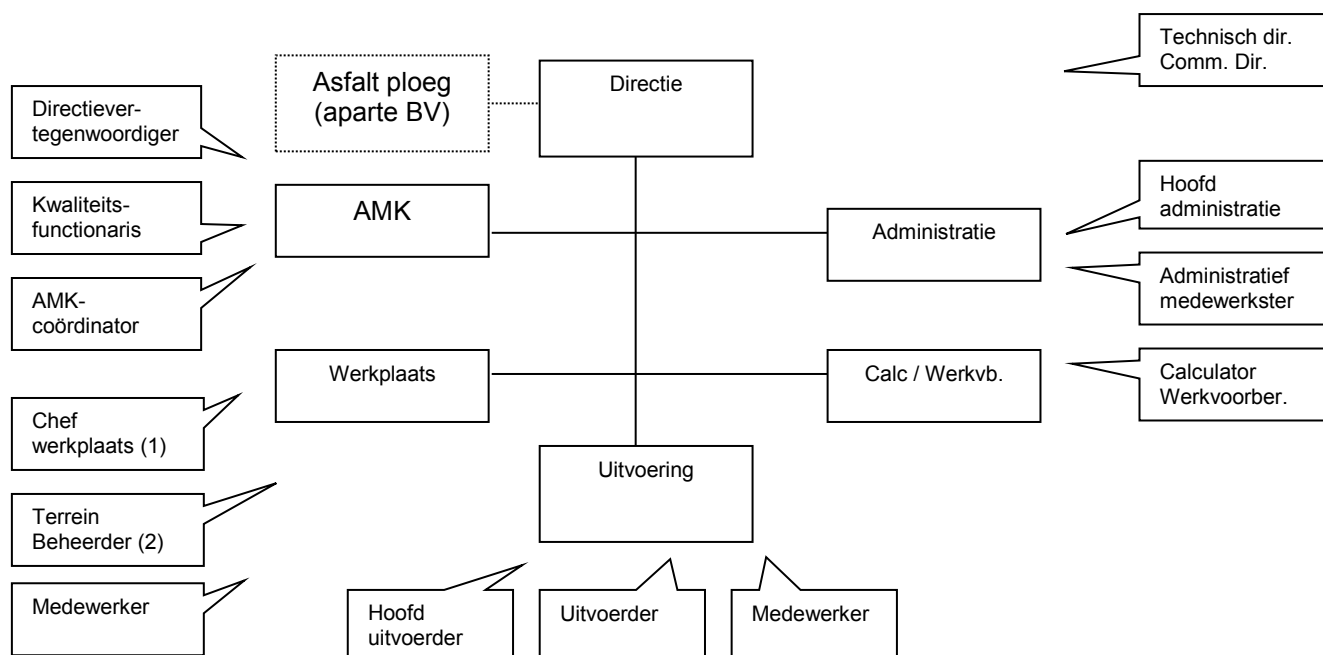 Technisch dir.
Comm. Dir.
Asfalt ploeg
(aparte BV)
Directie
Directiever-
tegenwoordiger
Kwaliteits-
functionaris
AMK
Hoofd
administratie
Administratie
AMK-
coördinator
Administratief
medewerkster
Werkplaats
Calc / Werkvb.
Calculator
Werkvoorber.
Chef
werkplaats (1)
Uitvoering
Terrein
Beheerder (2)
Medewerker
Hoofd
uitvoerder
Uitvoerder
Medewerker